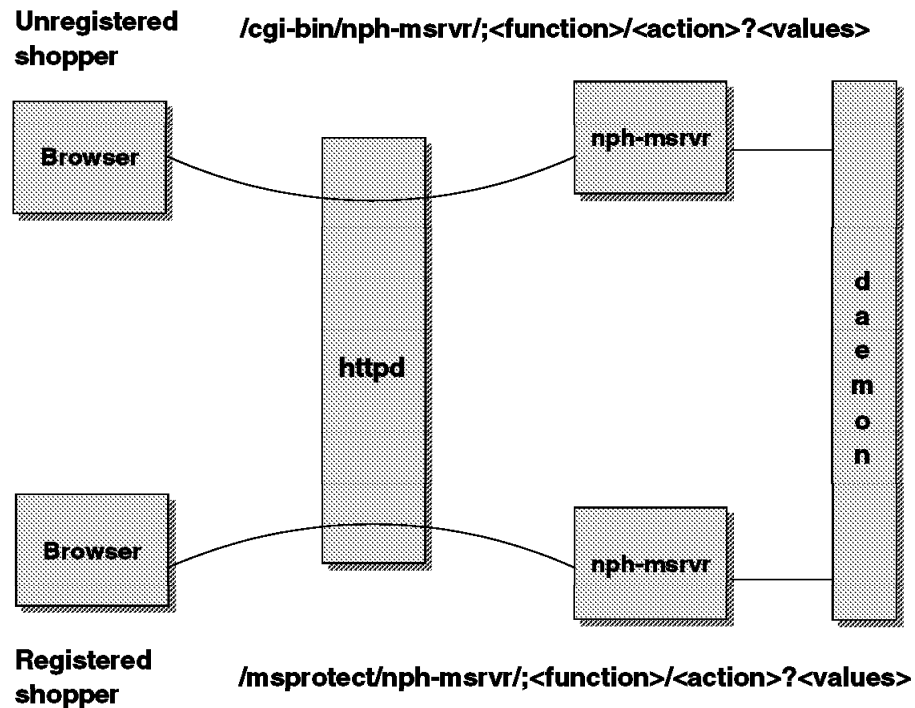 Unregistered
shopper
/cgi-bin/nph-msrvr/;<function>/<action>?<values>
Browser
nph-msrvr
httpd
daemon
Browser
nph-msrvr
Registered
shopper
/msprotect/nph-msrvr/;<function>/<action>?<values>